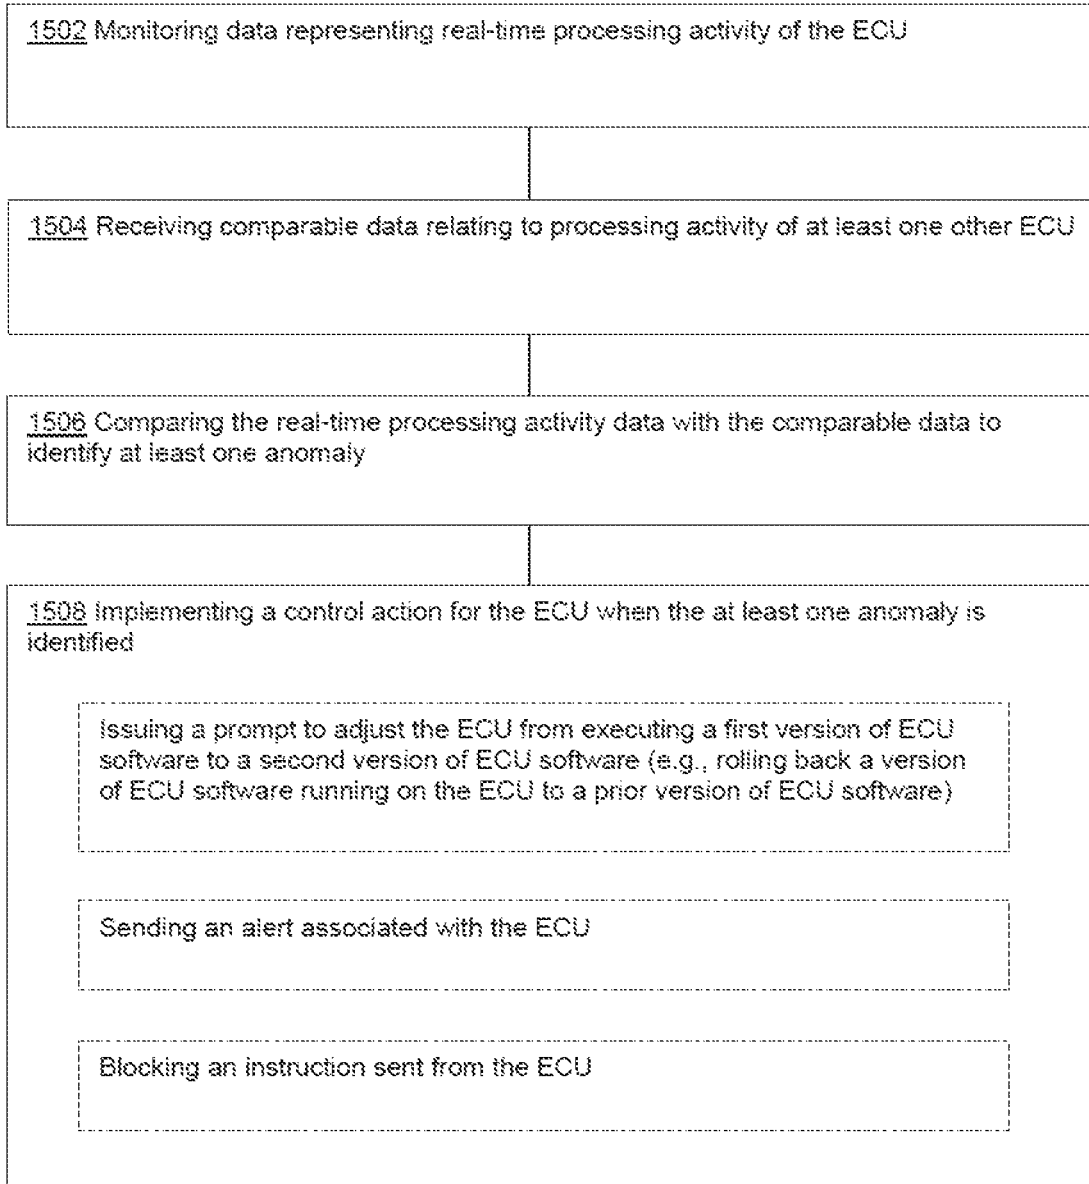 1502 Monitoring data representing real-time processing activity of the ECU
1504 Receiving comparable data relating to processing activity of at least one other ECU
1506 Comparing the real-time processing activity data with the comparable data to
identify at least one anomaly
1508 Implementing a control action for the ECU when the at least one anomaly is
identified
Issuing a prompt to adjust the ECU from executing a first version of ECU
software to a second version of ECU software (e.g., rolling back a version
of ECU software running on the ECU to a prior version of ECU software)
Sending an alert associated with the ECU
Blocking an instruction sent from the ECU